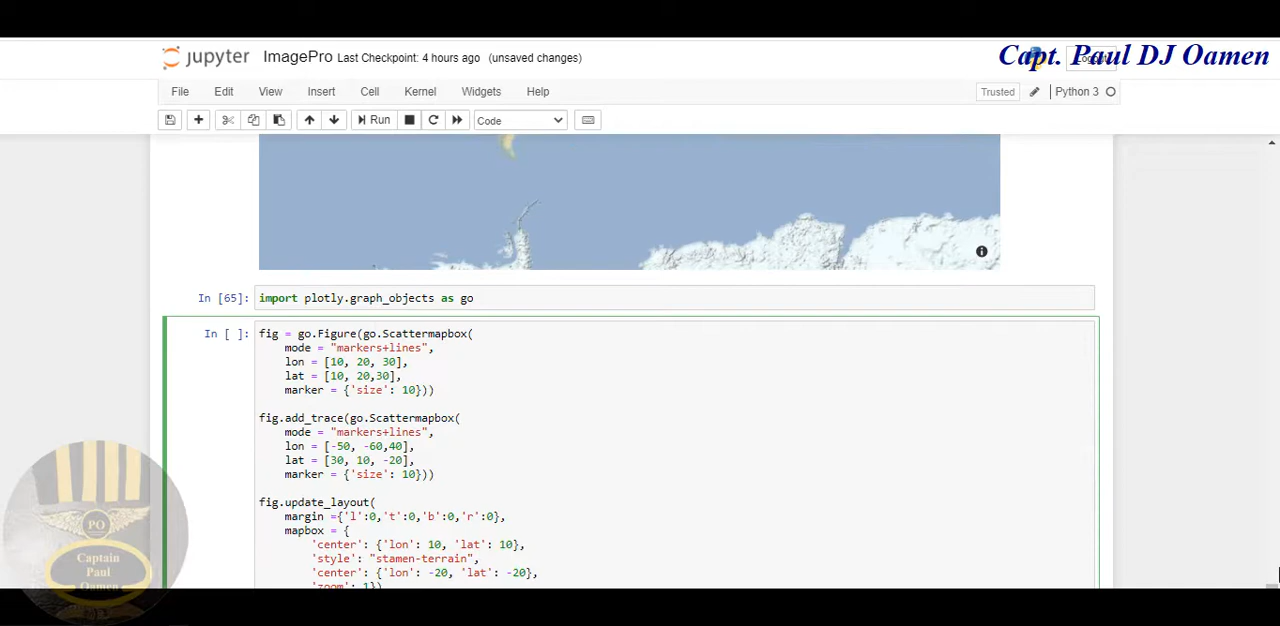 jupyter ImagePro Last Checkpoint: 4 hours ago (unsaved changes)
Capt. Paul DJ Oamen
File Edit View Insert Cell Kernel Widgets Help
Trusted Python 3
Run Code
In [65]: import plotly.graph_objects as go
In [ ]: fig = go.Figure(go.Scattermapbox(
mode = "markers+lines",
lon = [10, 20, 30],
lat = [10, 20,30],
marker = {'size': 10}))
fig.add_trace(go.Scattermapbox(
mode = "markers+lines",
lon = [-50, -60,40],
lat = [30, 10, -20],
marker = {'size': 10}))
fig.update_layout(
margin ={'l':0,'t':0,'b':0,'r':0},
mapbox = {
'center': {'lon': 10, 'lat': 10},
'style': "stamen-terrain",
'center': {'lon': -20, 'lat': -20},
'zoom': 1})
PO
Captain
Paul
Oamen